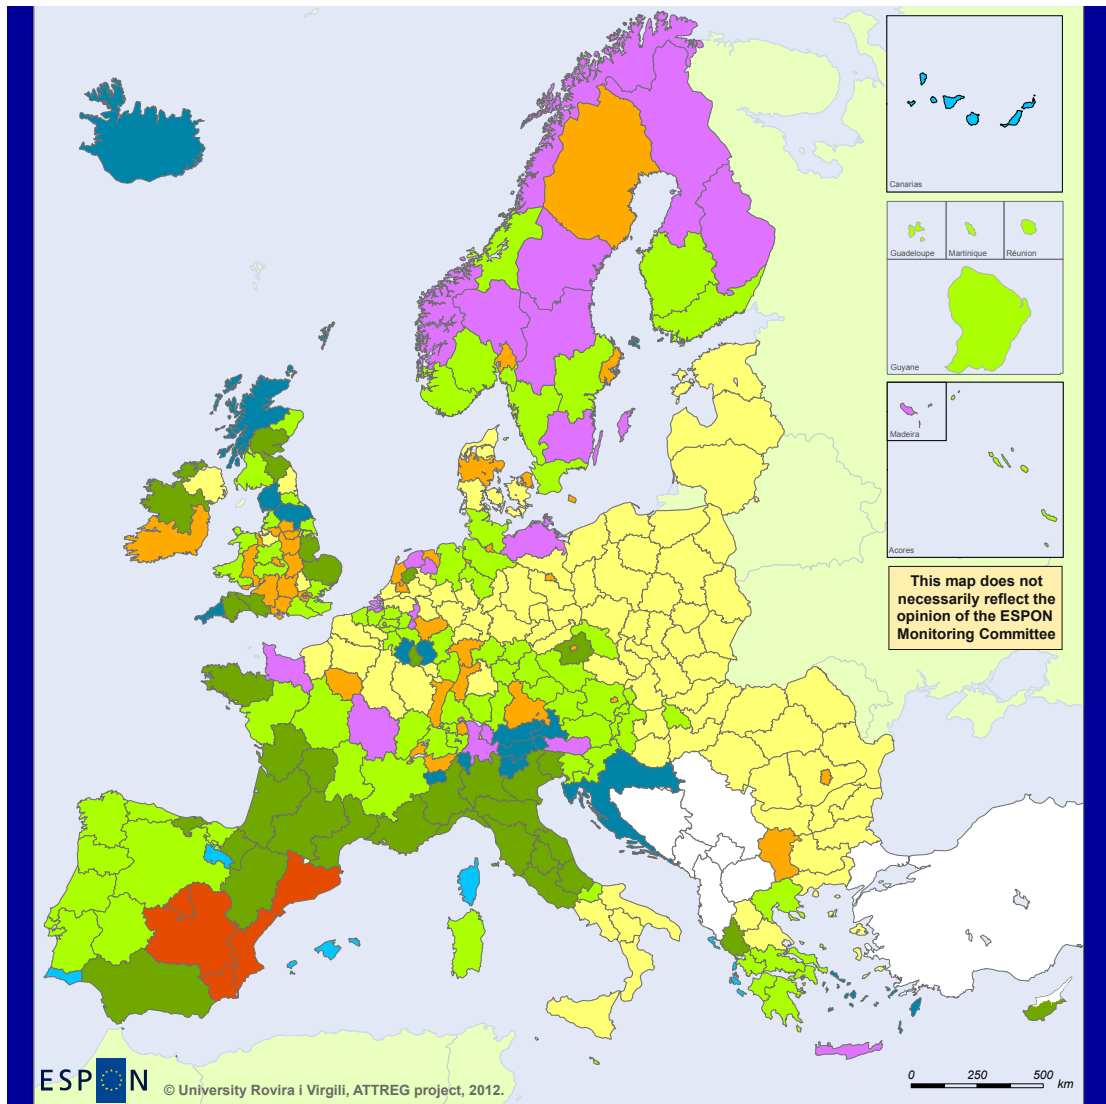 Canarias
Guadeloupe
Martinique
Réunion
Guyane
Madeira
Acores
This map does not
necessarily reflect the
opinion of the ESPON
Monitoring Committee
ESPON
© University Rovira i Virgili, ATTREG project, 2012.
0 250 500
km